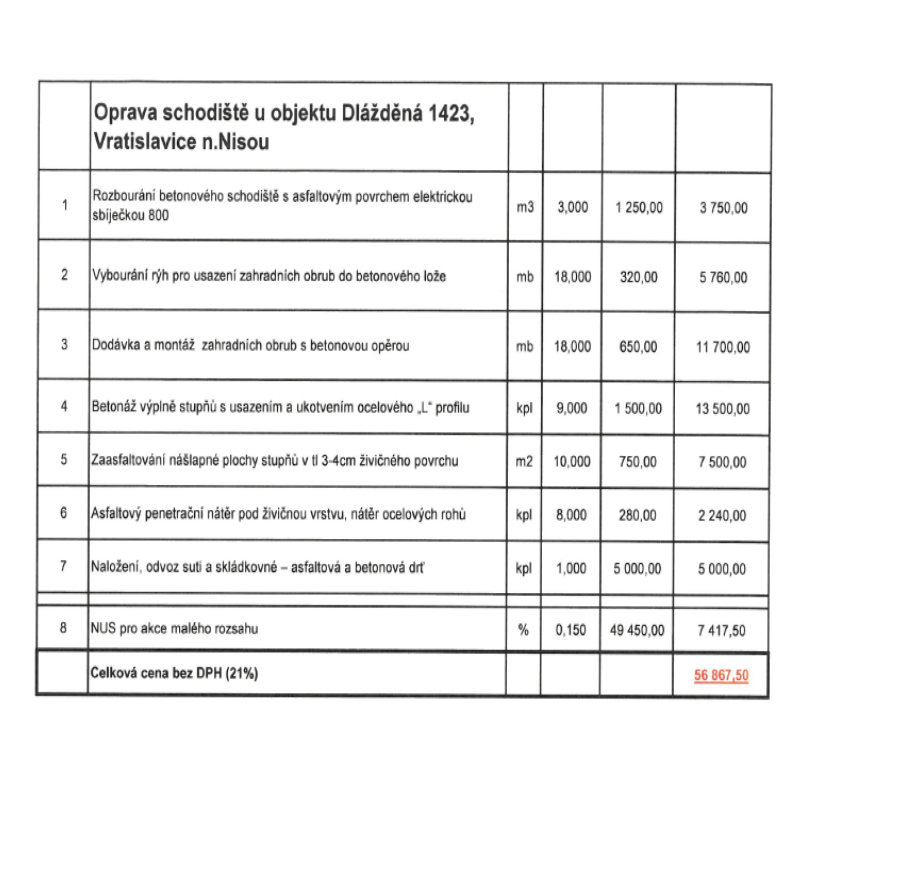 Oprava schodiště u objektu Dlážděná 1423,
Vratislavice n.Nisou
1 Rozbourání betonového schodiště s asfaltovým povrchem elektrickou
sbíječkou 800 m3 3,000 1 250,00 3 750,00
2 Vybourání rýh pro usazení zahradních obrub do betonového lože mb 18,000 320,00 5 760,00
3 Dodávka a montáž zahradních obrub s betonovou opěrou mb 18,000 650,00 11 700,00
4 Betonáž výplně stupňů s usazením a ukotvením ocelového „L“ profilu kpl 9,000 1 500,00 13 500,00
5 Zaasfaltování nášlapné plochy stupňů v tl 3-4cm živičného povrchu m2 10,000 750,00 7 500,00
6 Asfaltový penetrační nátěr pod živičnou vrstvu, nátěr ocelových rohů kpl 8,000 280,00 2 240,00
7 Naložení, odvoz suti a skládkovné – asfaltová a betonová drť kpl 1,000 5 000,00 5 000,00
8 NUS pro akce malého rozsahu % 0,150 49 450,00 7 417,50
Celková cena bez DPH (21%) 56 867,50